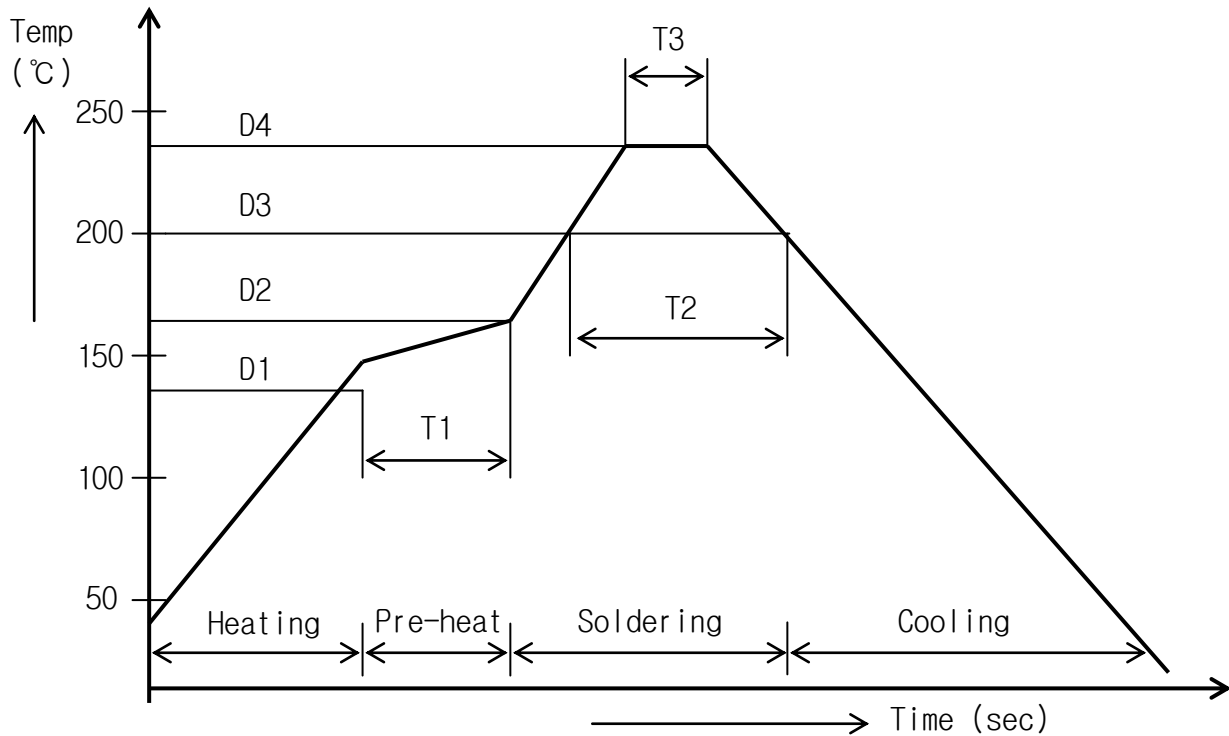 Temp
(℃)
T3
250
D4
D3
200
D2
T2
150
D1
T1
100
50
Heating
Pre-heat
Soldering
Cooling
Time (sec)